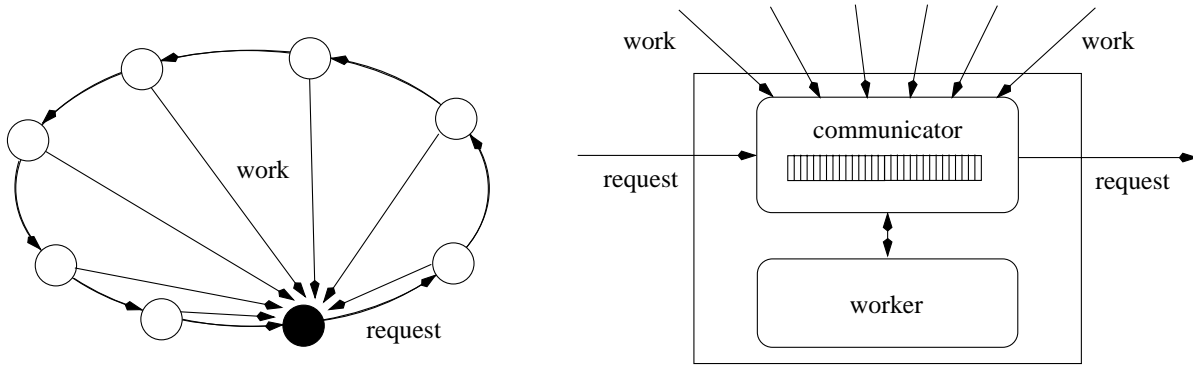 work
request
work
work
communicator
request
request
worker